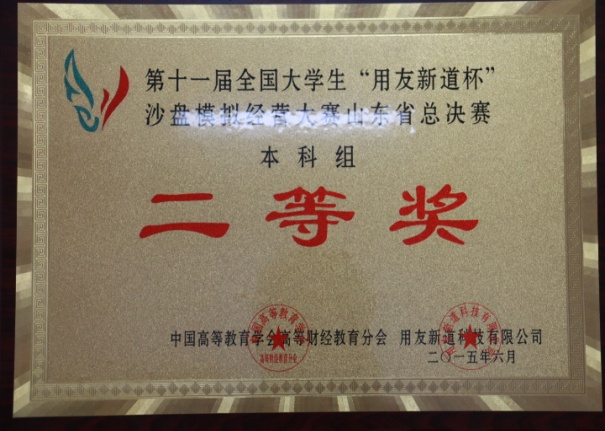 第十一届全国大学生“用友新道杯”
沙盘模拟经营大赛山东省总决赛
本科组
二等奖
中国高等教育学会高等财经教育分会 用友新道科技有限公司
二〇一五年六月